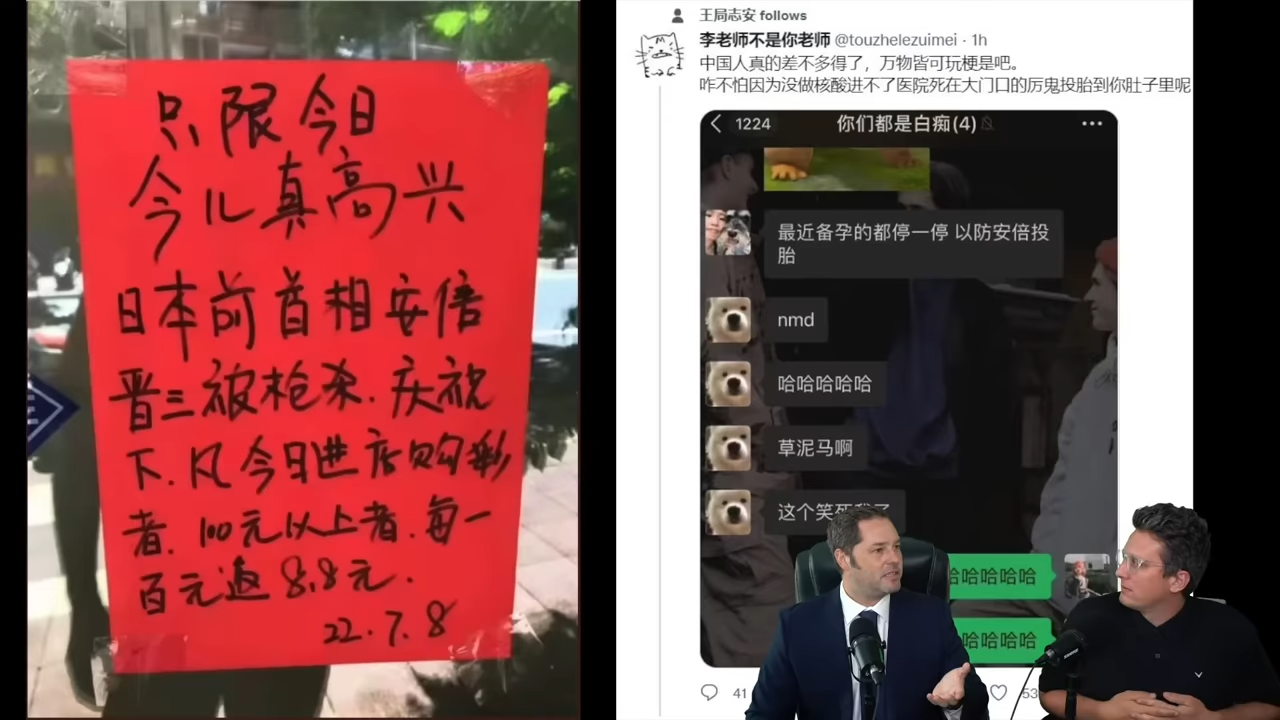 只限今日
今儿真高兴
日本前首相安倍
晋三被枪杀.庆祝
下.凡今日进店购彩
者.100元以上者.每一
百元返8.8元.
22.7.8
王局志安 follows
李老师不是你老师 @touzhelezuimei · 1h
中国人真的差不多得了，万物皆可玩梗是吧。
咋不怕因为没做核酸进不了医院死在大门口的厉鬼投胎到你肚子里呢
1224 你们都是白痴(4)
最近备孕的都停一停 以防安倍投
胎
nmd
哈哈哈哈哈
草泥马啊
这个笑死我了
哈哈哈哈
哈哈哈哈
41
53